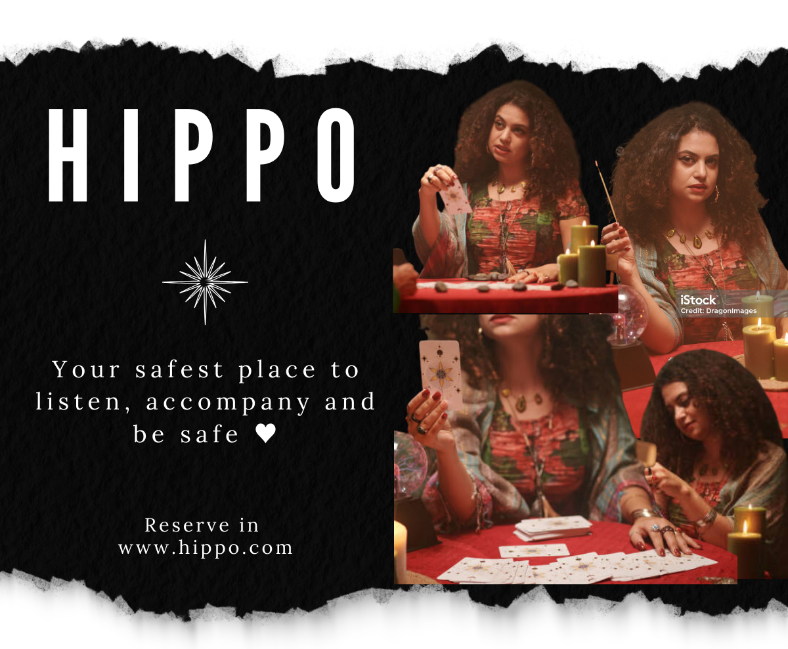 HIPPO
Your safest place to
listen, accompany and
be safe ♥
Reserve in
www.hippo.com
iStock
Credit: DragonImages